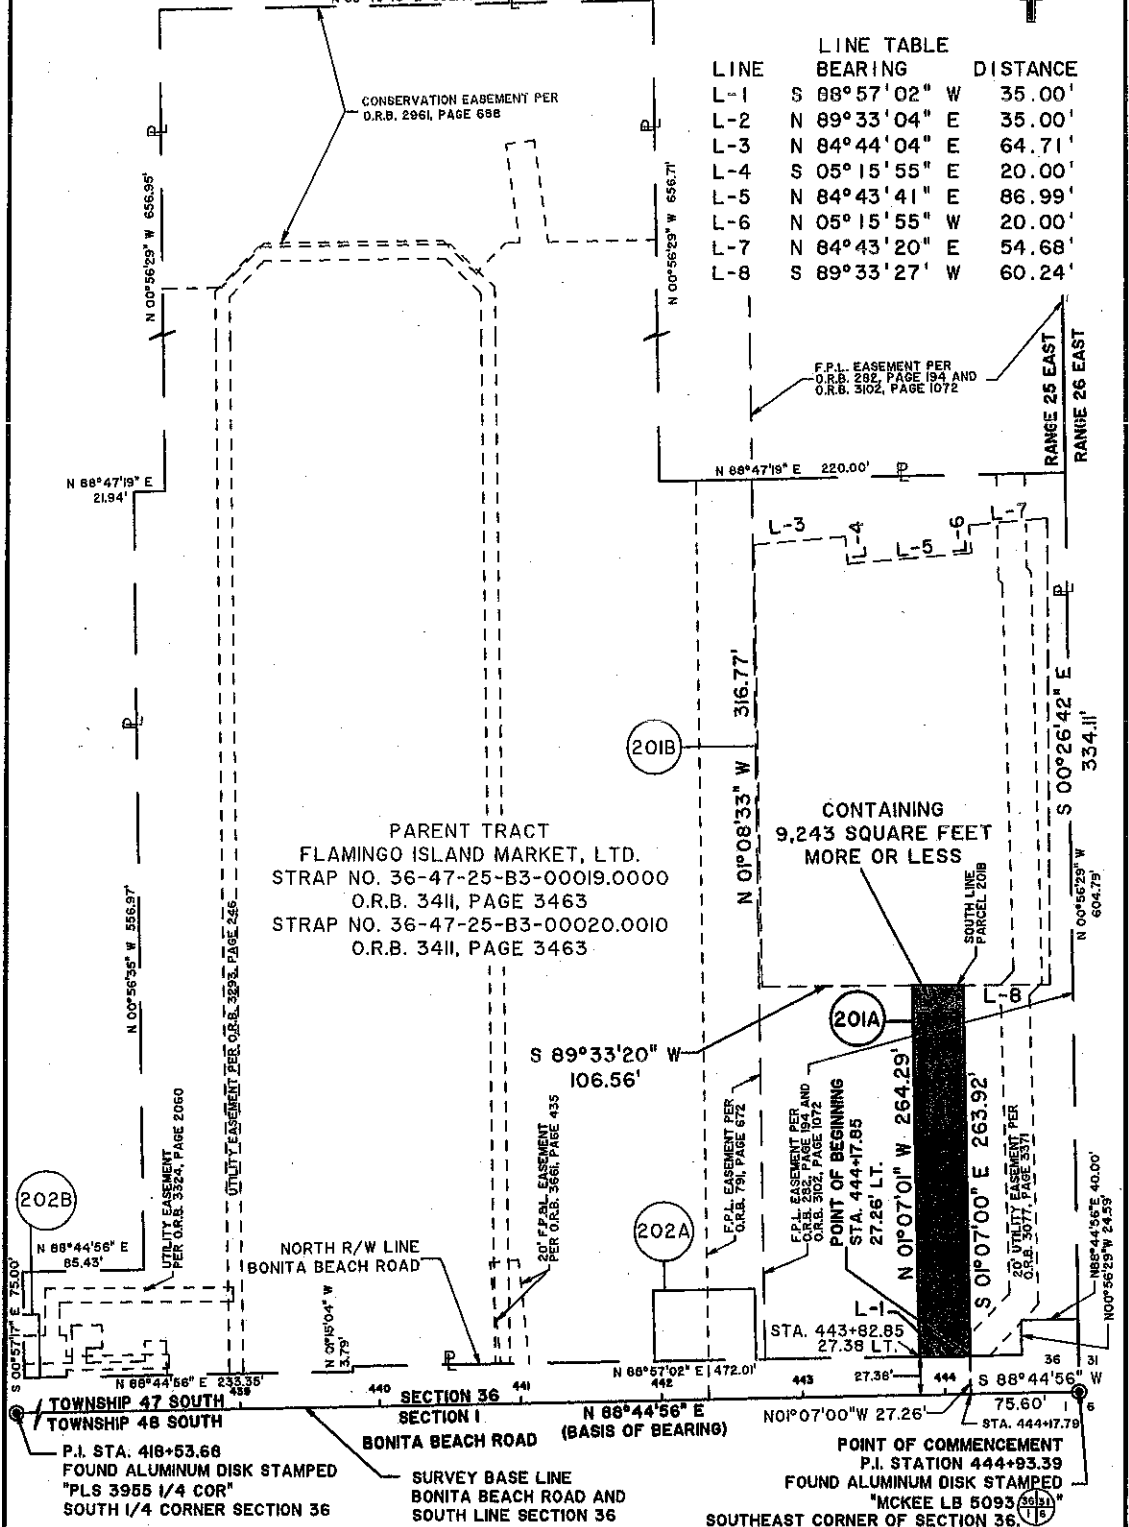 LINE TABLE
LINE BEARING DISTANCE
L-1 S 88°57'02" W 35.00'
L-2 N 89°33'04" E 35.00'
L-3 N 84°44'04" E 64.71'
L-4 S 05°15'55" E 20.00'
L-5 N 84°43'41" E 86.99'
L-6 N 05°15'55" W 20.00'
L-7 N 84°43'20" E 54.68'
L-8 S 89°33'27' W 60.24'
CONSERVATION EASEMENT PER
O.R.B. 2961, PAGE 688
N 00°56'29" W 656.95'
N 00°56'29" W 656.71'
F.P.L. EASEMENT PER
O.R.B. 282, PAGE 194 AND
O.R.B. 3102, PAGE 1072
RANGE 25 EAST
RANGE 26 EAST
N 88°47'19" E
21.94'
N 88°47'19" E 220.00'
L-3
L-4
L-5
L-6
L-7
201B
N 01°08'33" W 316.77'
S 00°26'42" E
334.11'
CONTAINING
9,243 SQUARE FEET
MORE OR LESS
PARENT TRACT
FLAMINGO ISLAND MARKET, LTD.
STRAP NO. 36-47-25-B3-00019.0000
O.R.B. 3411, PAGE 3463
STRAP NO. 36-47-25-B3-00020.0010
O.R.B. 3411, PAGE 3463
SOUTH LINE
PARCEL 201B
N 00°56'29" W
604.79'
N 00°56'35" W 556.97'
UTILITY EASEMENT PER O.R.B. 3293, PAGE 246
L-8
201A
S 89°33'20" W
106.56'
UTILITY EASEMENT
PER O.R.B. 3324, PAGE 2060
20' F.P.&L. EASEMENT
PER O.R.B. 3661, PAGE 435
F.P.L. EASEMENT PER
O.R.B. 791, PAGE 672
F.P.L. EASEMENT PER
O.R.B. 282, PAGE 194 AND
O.R.B. 3102, PAGE 1072
POINT OF BEGINNING
STA. 444+17.85
27.26' LT.
N 01°07'01" W 264.29'
S 01°07'00" E 263.92'
20' UTILITY EASEMENT PER
O.R.B. 3077, PAGE 3371
N88°44'56"E 40.00'
N00°56'29"W 24.59'
202B
202A
N 88°44'56" E
85.43'
S 00°57'17" E 75.00'
NORTH R/W LINE
BONITA BEACH ROAD
N 01°15'04" W
3.79'
L-1
STA. 443+82.85
27.38 LT.
N 88°44'56" E 233.35'
N 88°57'02" E 472.01'
27.38'
36 31
1 6
439 440 441 442 443 444
S 88°44'56" W
75.60'
STA. 444+17.79
TOWNSHIP 47 SOUTH
TOWNSHIP 48 SOUTH
SECTION 36
SECTION 1
BONITA BEACH ROAD
N 88°44'56" E
(BASIS OF BEARING)
N01°07'00"W 27.26'
P.I. STA. 418+53.68
FOUND ALUMINUM DISK STAMPED
"PLS 3955 1/4 COR"
SOUTH 1/4 CORNER SECTION 36
SURVEY BASE LINE
BONITA BEACH ROAD AND
SOUTH LINE SECTION 36
POINT OF COMMENCEMENT
P.I. STATION 444+93.39
FOUND ALUMINUM DISK STAMPED
"MCKEE LB 5093 36 31 1 6"
SOUTHEAST CORNER OF SECTION 36.